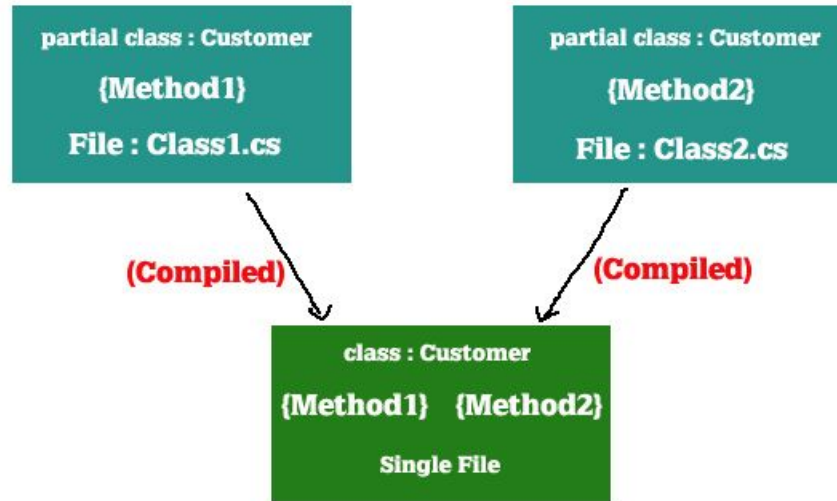 partial class : Customer
{Method1}
File : Class1.cs
partial class : Customer
{Method2}
File : Class2.cs
(Compiled)
(Compiled)
class : Customer
{Method1} {Method2}
Single File